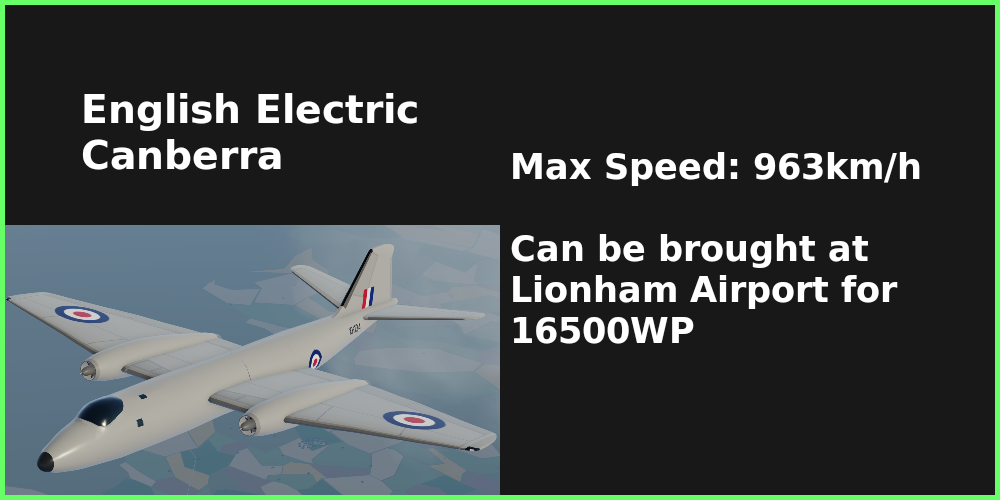 English Electric
Canberra
Max Speed: 963km/h
Can be brought at
Lionham Airport for
16500WP